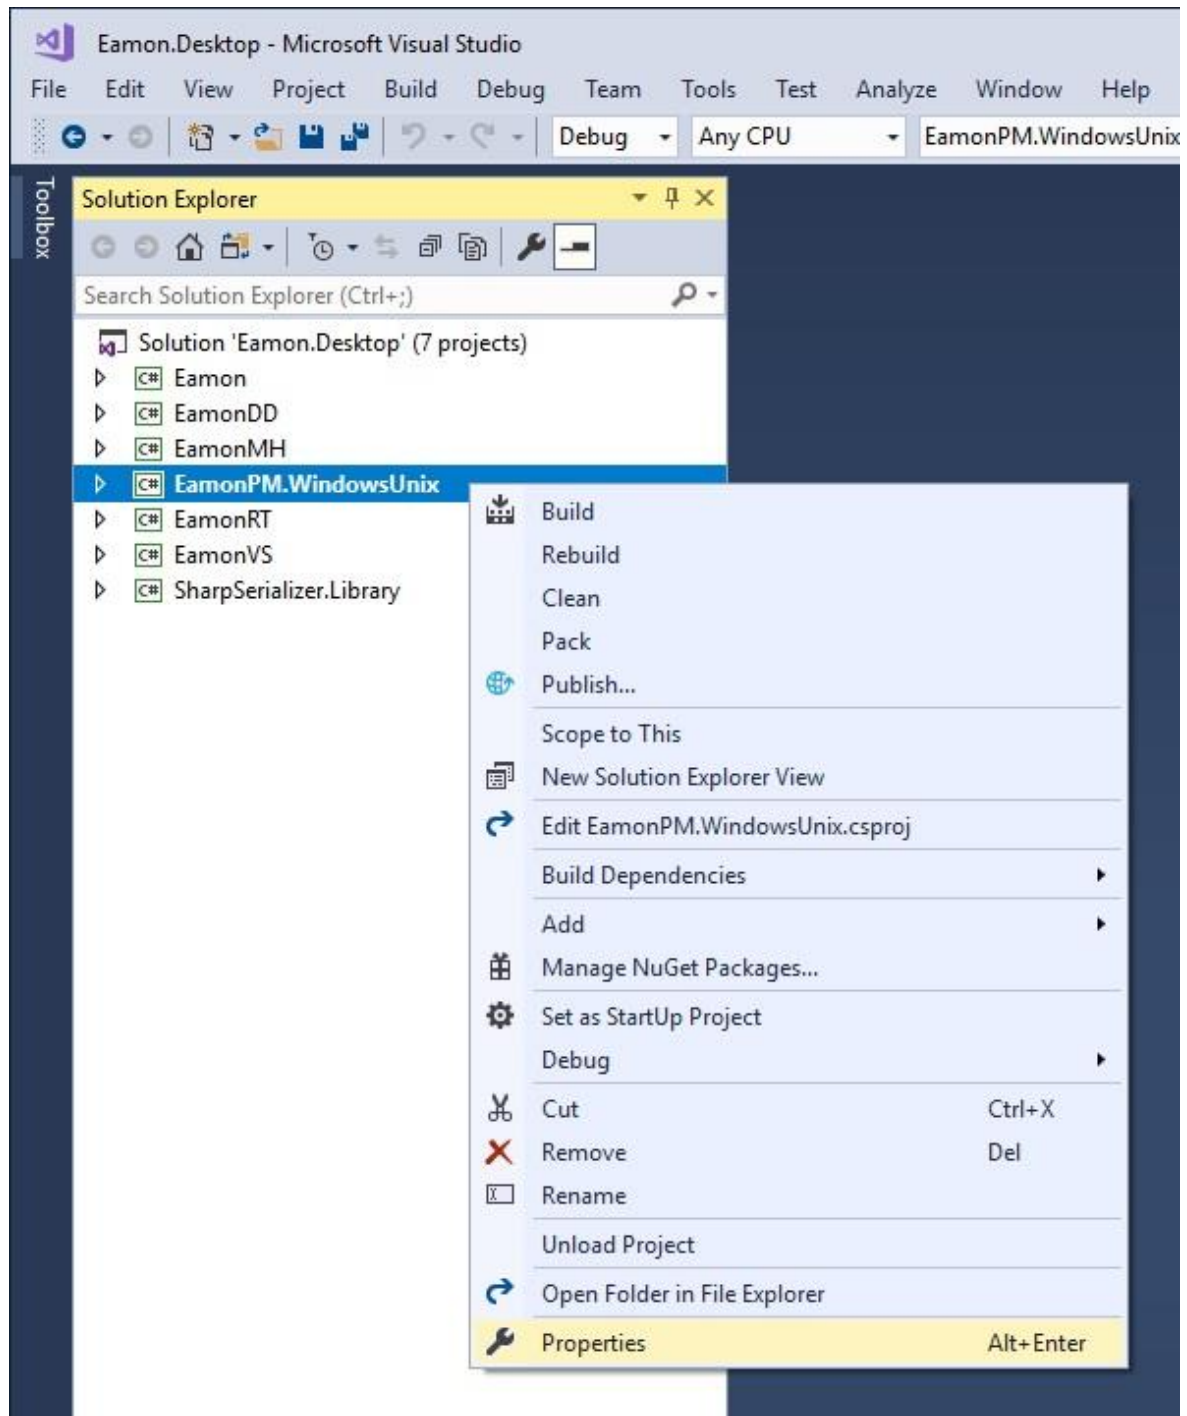 Eamon.Desktop - Microsoft Visual Studio
File Edit View Project Build Debug Team Tools Test Analyze Window Help
Debug Any CPU EamonPM.WindowsUnix
Toolbox
Solution Explorer
Search Solution Explorer (Ctrl+;)
Solution 'Eamon.Desktop' (7 projects)
C# Eamon
C# EamonDD
C# EamonMH
C# EamonPM.WindowsUnix
C# EamonRT
C# EamonVS
C# SharpSerializer.Library
Build
Rebuild
Clean
Pack
Publish...
Scope to This
New Solution Explorer View
Edit EamonPM.WindowsUnix.csproj
Build Dependencies
Add
Manage NuGet Packages...
Set as StartUp Project
Debug
Cut Ctrl+X
Remove Del
Rename
Unload Project
Open Folder in File Explorer
Properties Alt+Enter